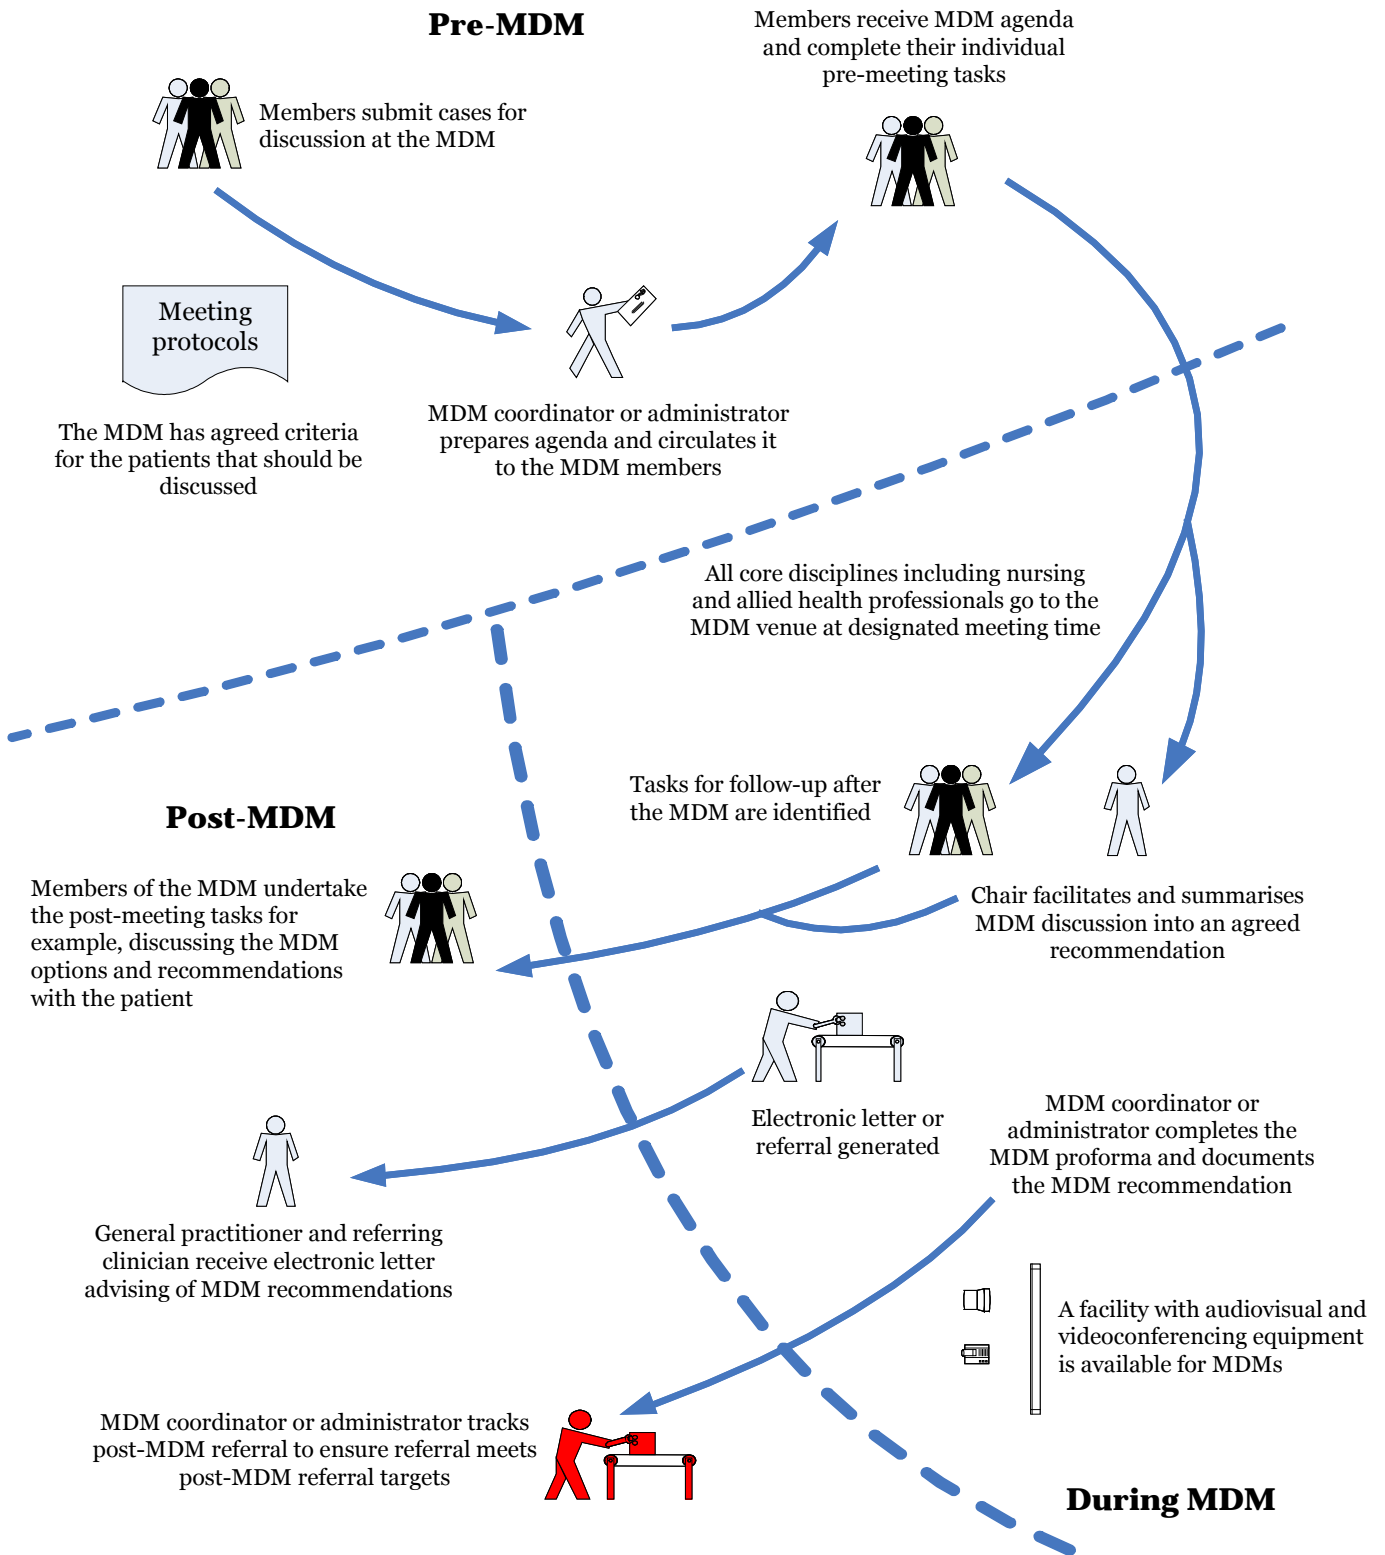 Pre-MDM
Members receive MDM agenda
and complete their individual
pre-meeting tasks
Members submit cases for
discussion at the MDM
Meeting
protocols
The MDM has agreed criteria
for the patients that should be
discussed
MDM coordinator or administrator
prepares agenda and circulates it
to the MDM members
All core disciplines including nursing
and allied health professionals go to the
MDM venue at designated meeting time
Tasks for follow-up after
the MDM are identified
Post-MDM
Members of the MDM undertake
the post-meeting tasks for
example, discussing the MDM
options and recommendations
with the patient
Chair facilitates and summarises
MDM discussion into an agreed
recommendation
Electronic letter or
referral generated
MDM coordinator or
administrator completes the
MDM proforma and documents
the MDM recommendation
General practitioner and referring
clinician receive electronic letter
advising of MDM recommendations
A facility with audiovisual and
videoconferencing equipment
is available for MDMs
MDM coordinator or administrator tracks
post-MDM referral to ensure referral meets
post-MDM referral targets
During MDM